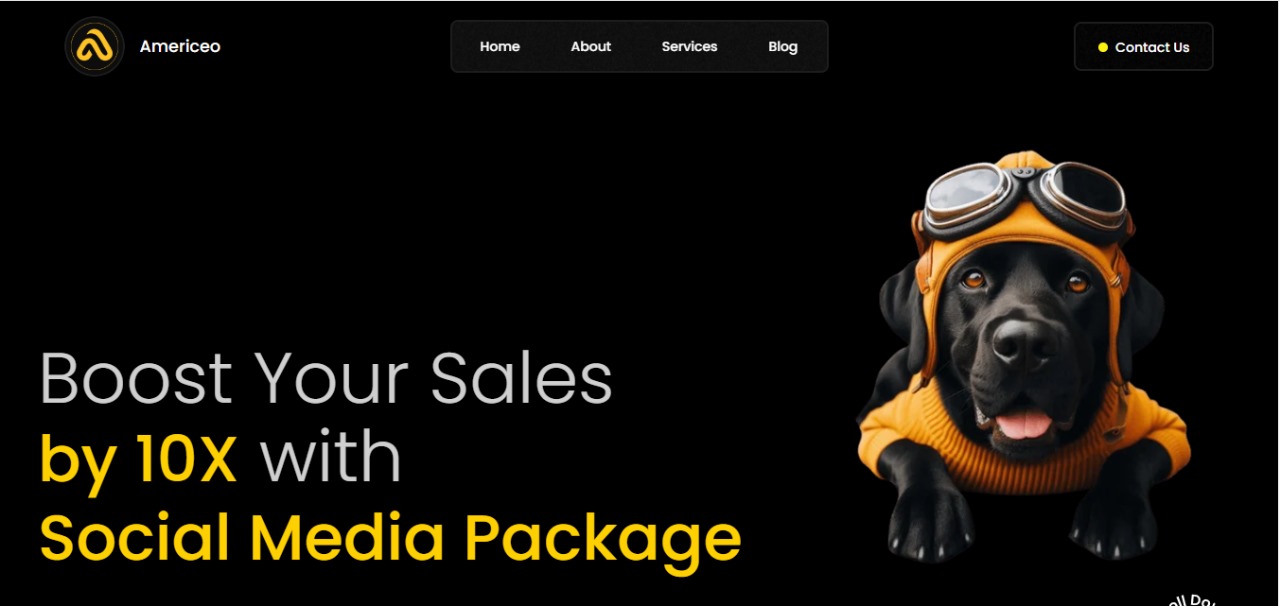 Americeo
Home About Services Blog
Contact Us
Boost Your Sales
by 10X with
Social Media Package